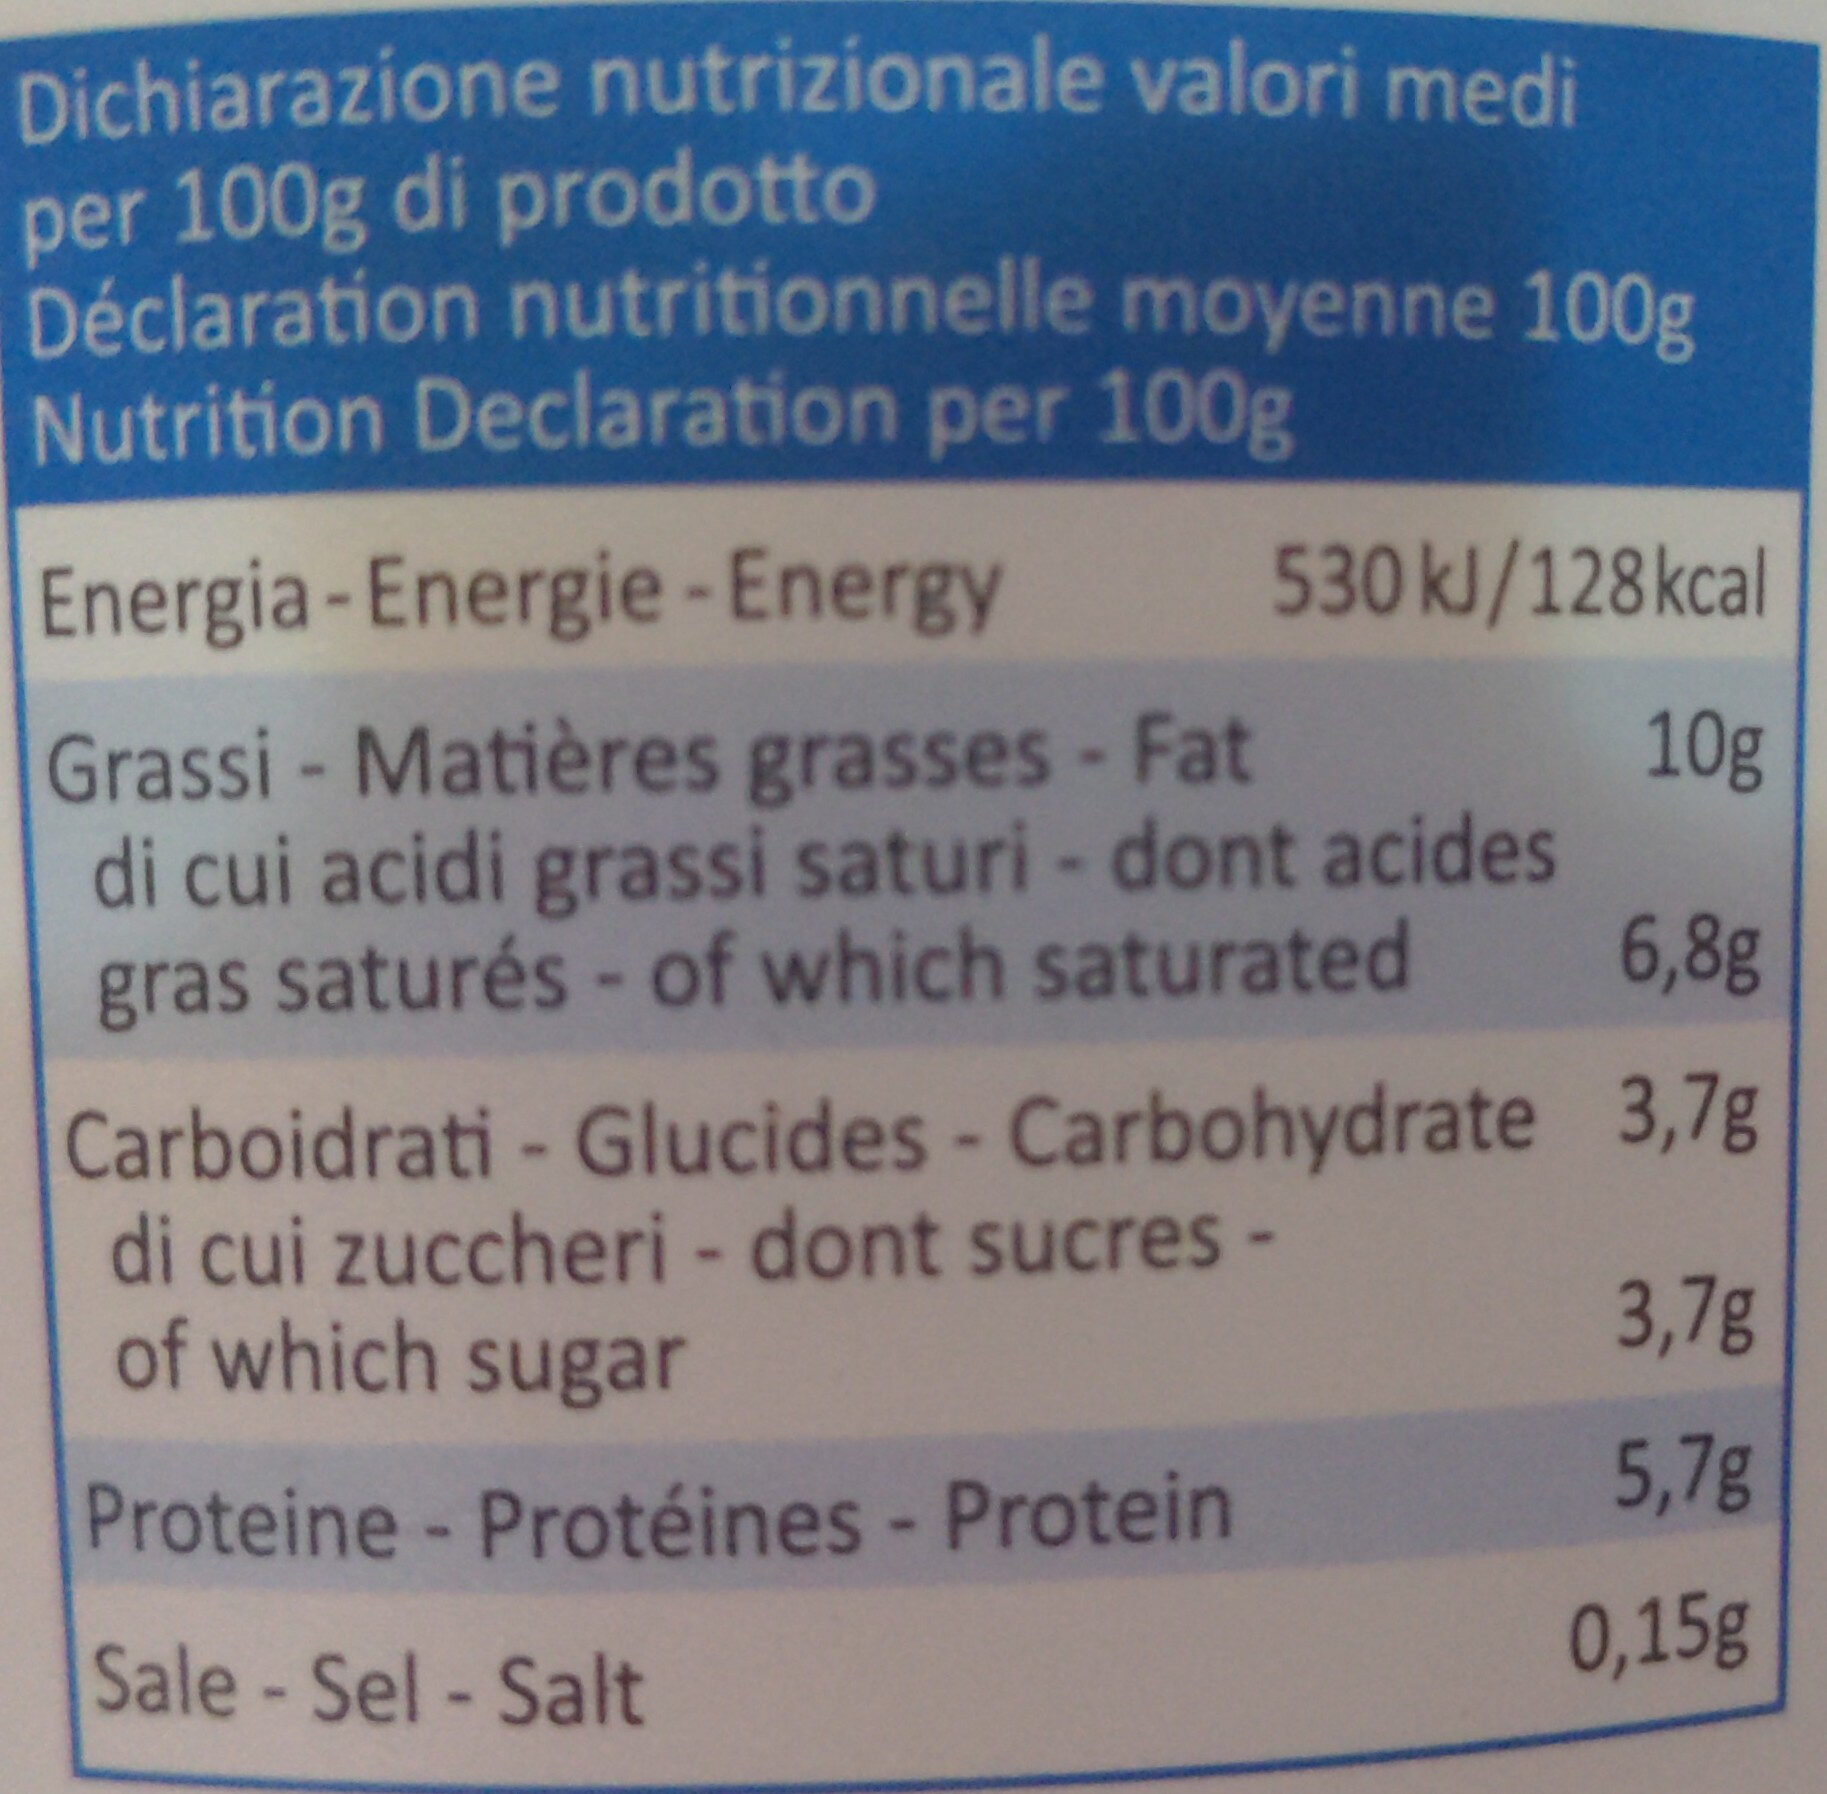 Dichiarazione nutrizionale valori medi
per 100g di prodotto
Déclaration nutritionnelle moyenne 100g
Nutrition Declaration per 100g
Energia - Energie - Energy 530 kJ/128 kcal
Grassi - Matières grasses - Fat 10g
di cui acidi grassi saturi - dont acides
gras saturés - of which saturated 6,8g
Carboidrati - Glucides - Carbohydrate 3,7g
di cui zuccheri - dont sucres -
of which sugar 3,7g
Proteine - Protéines - Protein 5,7g
Sale - Sel - Salt 0,15g